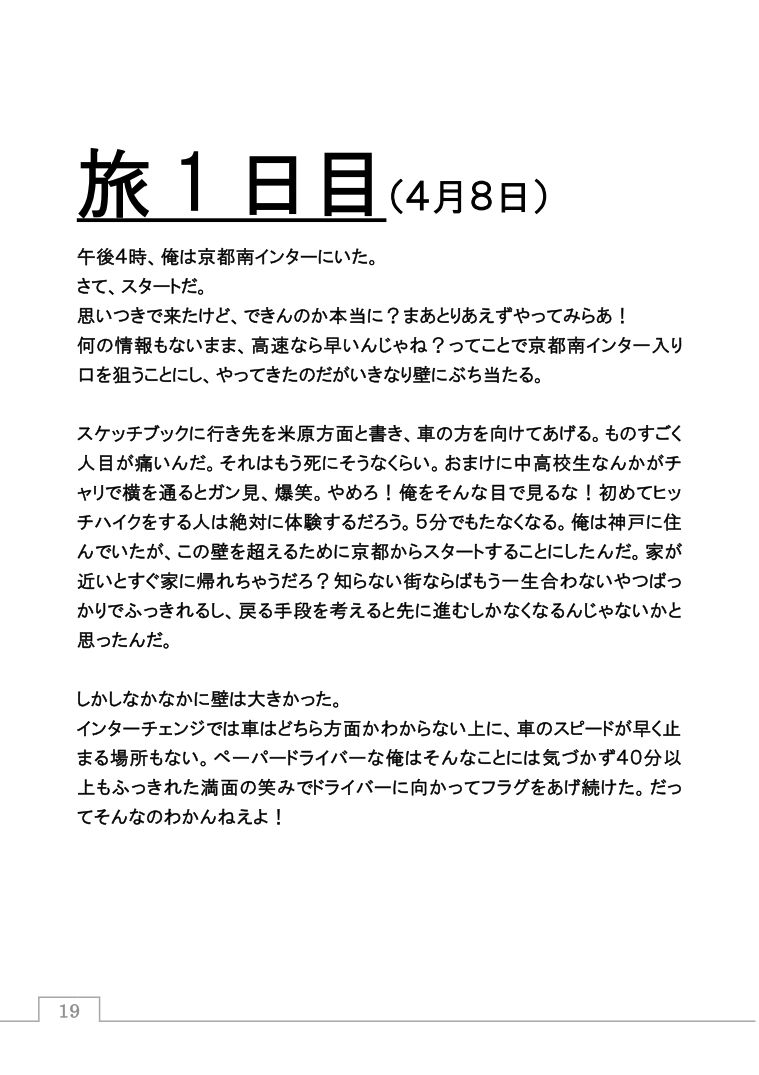 旅1日目（4月8日）
午後4時、俺は京都南インターにいた。
さて、スタートだ。
思いつきで来たけど、できんのか本当に？まあとりあえずやってみらあ！
何の情報もないまま、高速なら早いんじゃね？ってことで京都南インター入り
口を狙うことにし、やってきたのだがいきなり壁にぶち当たる。
スケッチブックに行き先を米原方面と書き、車の方を向けてあげる。ものすごく
人目が痛いんだ。それはもう死にそうなくらい。おまけに中高校生なんかがチ
ャリで横を通るとガン見、爆笑。やめろ！俺をそんな目で見るな！初めてヒッ
チハイクをする人は絶対に体験するだろう。5分でもたなくなる。俺は神戸に住
んでいたが、この壁を超えるために京都からスタートすることにしたんだ。家が
近いとすぐ家に帰れちゃうだろ？知らない街ならばもう一生合わないやつばっ
かりでふっきれるし、戻る手段を考えると先に進むしかなくなるんじゃないかと
思ったんだ。
しかしなかなかに壁は大きかった。
インターチェンジでは車はどちら方面かわからない上に、車のスピードが早く止
まる場所もない。ペーパードライバーな俺はそんなことには気づかず40分以
上もふっきれた満面の笑みでドライバーに向かってフラグをあげ続けた。だっ
てそんなのわかんねえよ！
19